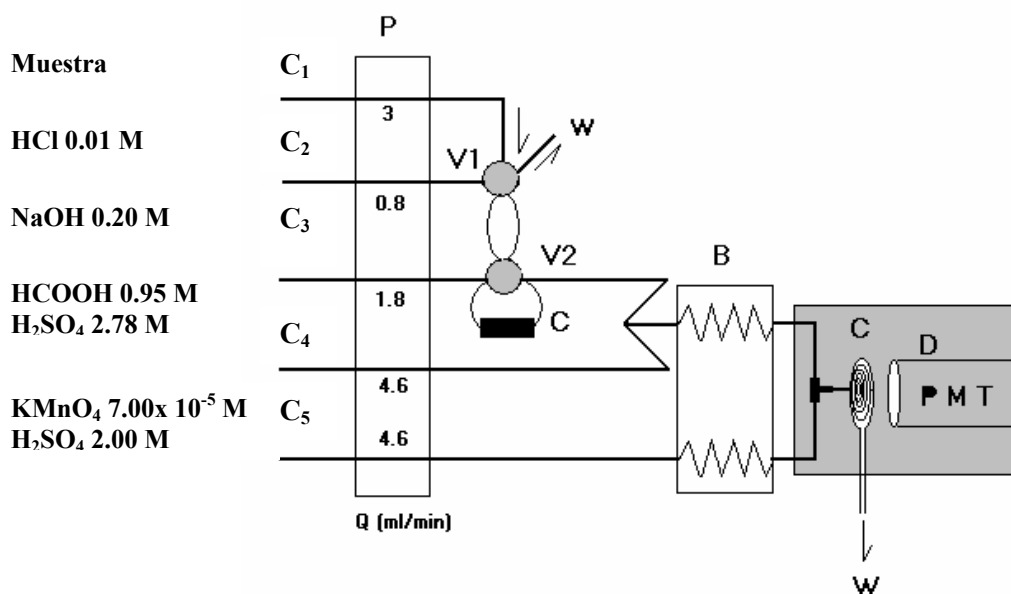 P
Muestra
C₁
3
W
HCl 0.01 M
C₂
V1
0.8
NaOH 0.20 M
C₃
V2
B
HCOOH 0.95 M
H₂SO₄ 2.78 M
1.8
C
C₄
C
D
PMT
4.6
KMnO₄ 7.00x 10⁻⁵ M
H₂SO₄ 2.00 M
C₅
4.6
Q (ml/min)
W